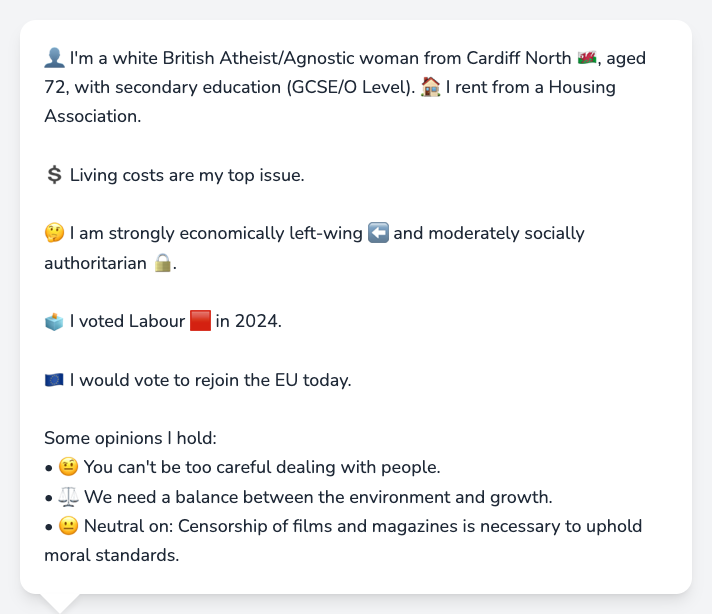 👤 I'm a white British Atheist/Agnostic woman from Cardiff North 🏴󠁧󠁢󠁷󠁬󠁳󠁿, aged
72, with secondary education (GCSE/O Level). 🏠 I rent from a Housing
Association.
💲 Living costs are my top issue.
🤔 I am strongly economically left-wing ⬅️ and moderately socially
authoritarian 🔒.
🗳️ I voted Labour 🟥 in 2024.
🇪🇺 I would vote to rejoin the EU today.
Some opinions I hold:
• 🤨 You can't be too careful dealing with people.
• ⚖️ We need a balance between the environment and growth.
• 😐 Neutral on: Censorship of films and magazines is necessary to uphold
moral standards.